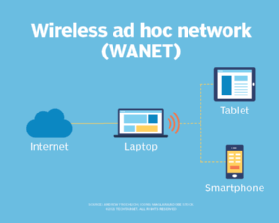 Wireless ad hoc network
(WANET)
Tablet
Internet
Laptop
Smartphone